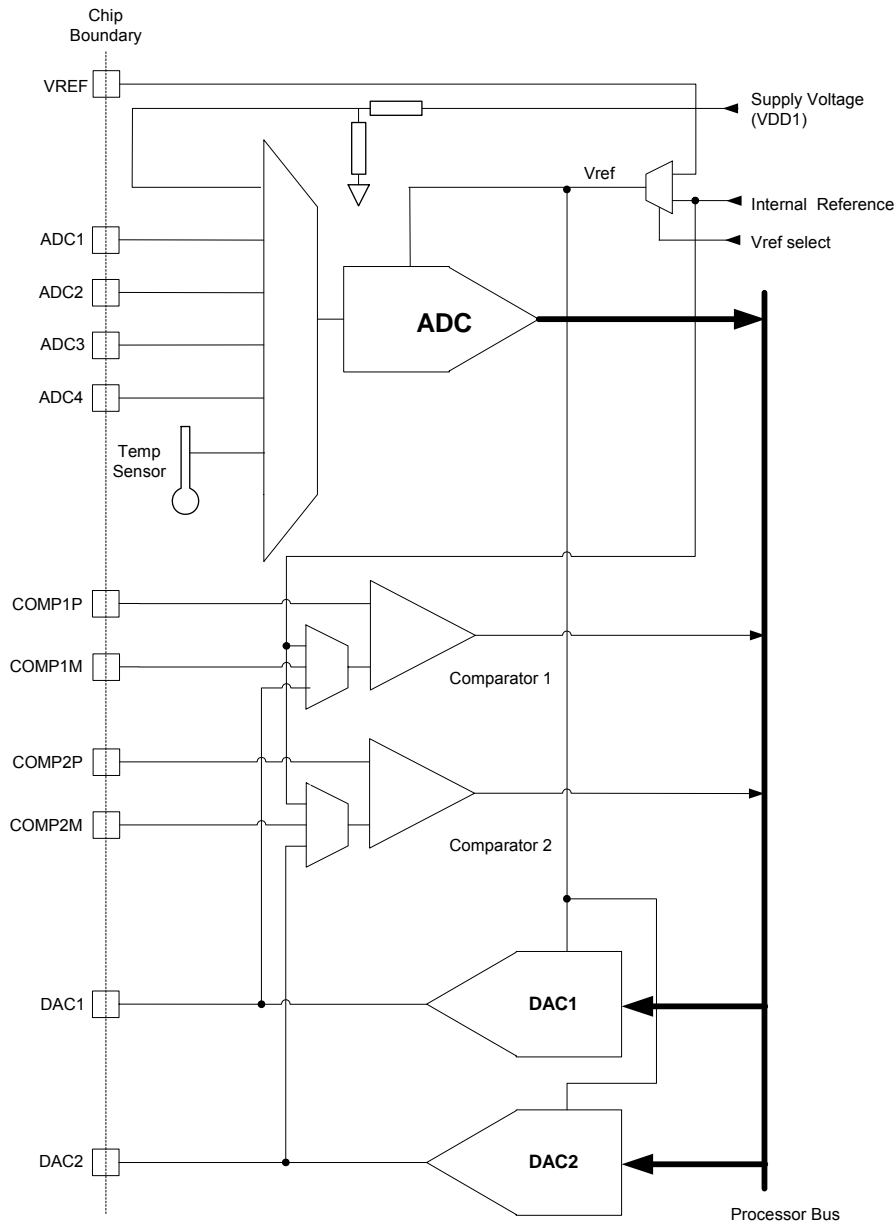 Chip
Boundary
VREF
Supply Voltage
(VDD1)
Vref
Internal Reference
Vref select
ADC1
ADC2
ADC3
ADC4
ADC
Temp
Sensor
COMP1P
COMP1M
Comparator 1
COMP2P
COMP2M
Comparator 2
DAC1
DAC1
DAC2
DAC2
Processor Bus